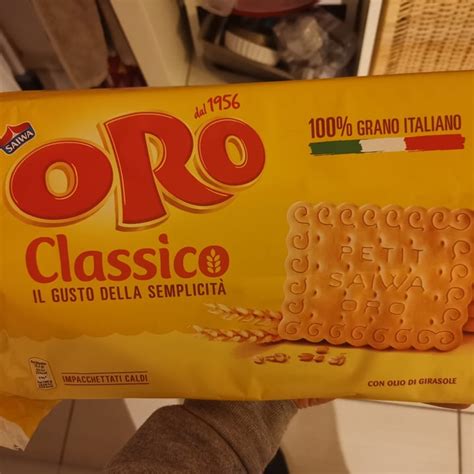 SAIWA
dal 1956
ORO
Classico
IL GUSTO DELLA SEMPLICITÀ
100% GRANO ITALIANO
PETIT
SAIWA
ORO
IMPACCHETTATI CALDI
CON OLIO DI GIRASOLE